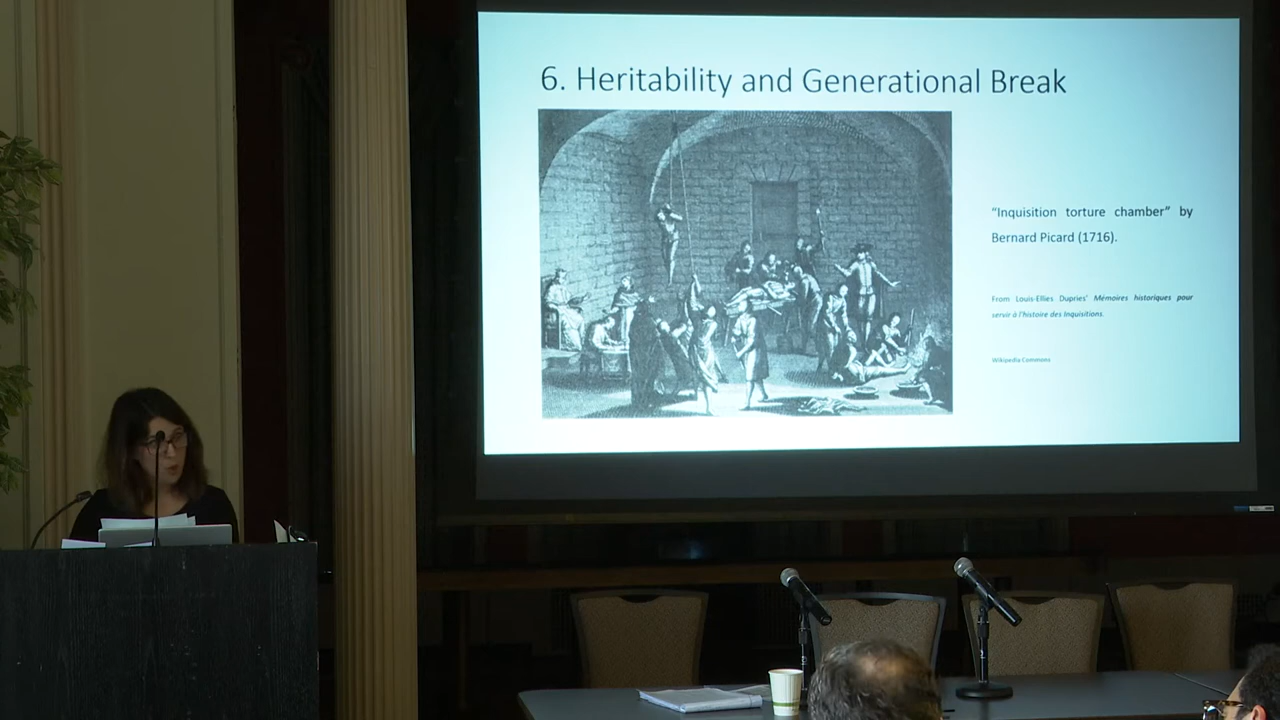 6. Heritability and Generational Break
"Inquisition torture chamber" by
Bernard Picard (1716).
From Louis-Ellies Dupries' Mémoires historiques pour
servir à l'histoire des Inquisitions.
Wikipedia Commons